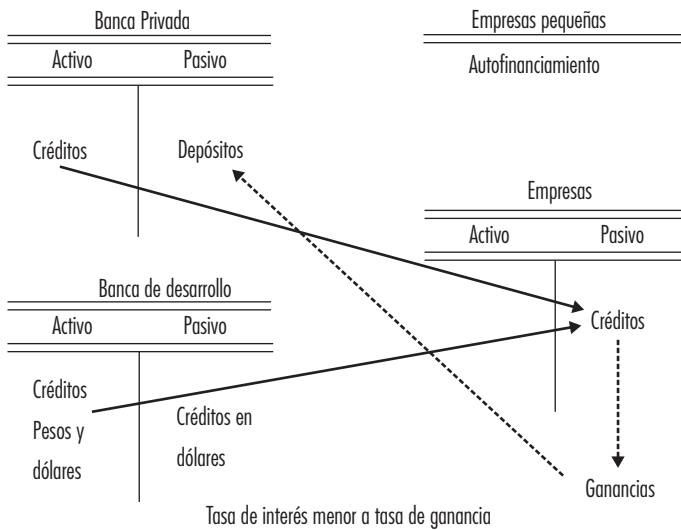 Banca Privada
Activo Pasivo
Créditos Depósitos
Empresas pequeñas
Autofinanciamiento
Empresas
Activo Pasivo
Créditos
Ganancias
Banca de desarrollo
Activo Pasivo
Créditos
Pesos y
dólares
Créditos en
dólares
Tasa de interés menor a tasa de ganancia